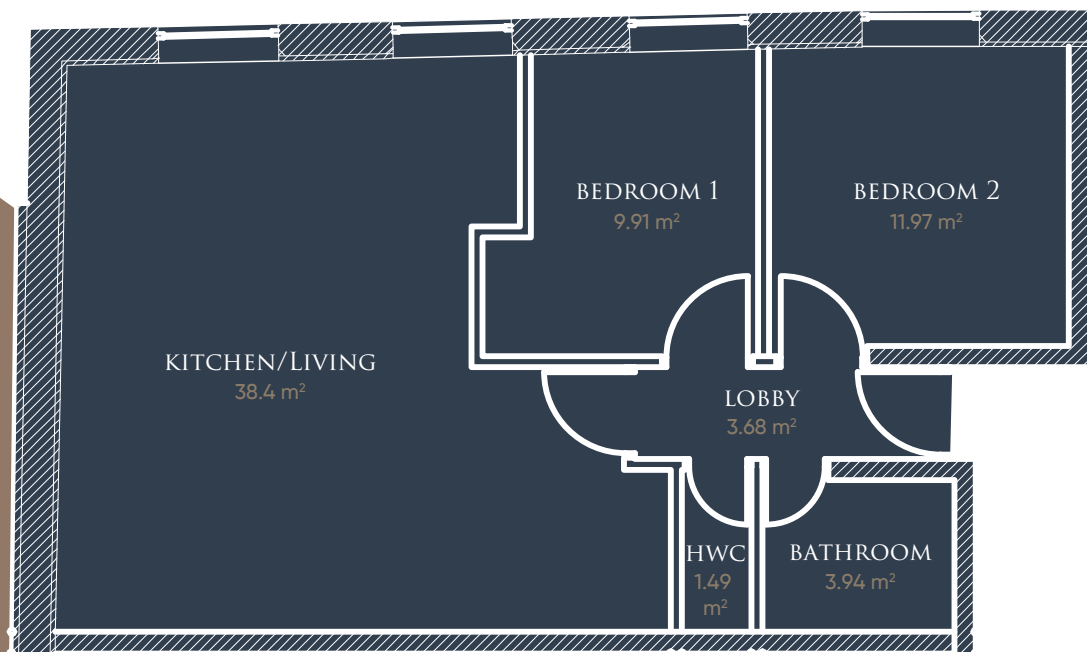 BEDROOM 1
9.91 m²
BEDROOM 2
11.97 m²
KITCHEN/LIVING
38.4 m²
LOBBY
3.68 m²
HWC
1.49
m²
BATHROOM
3.94 m²